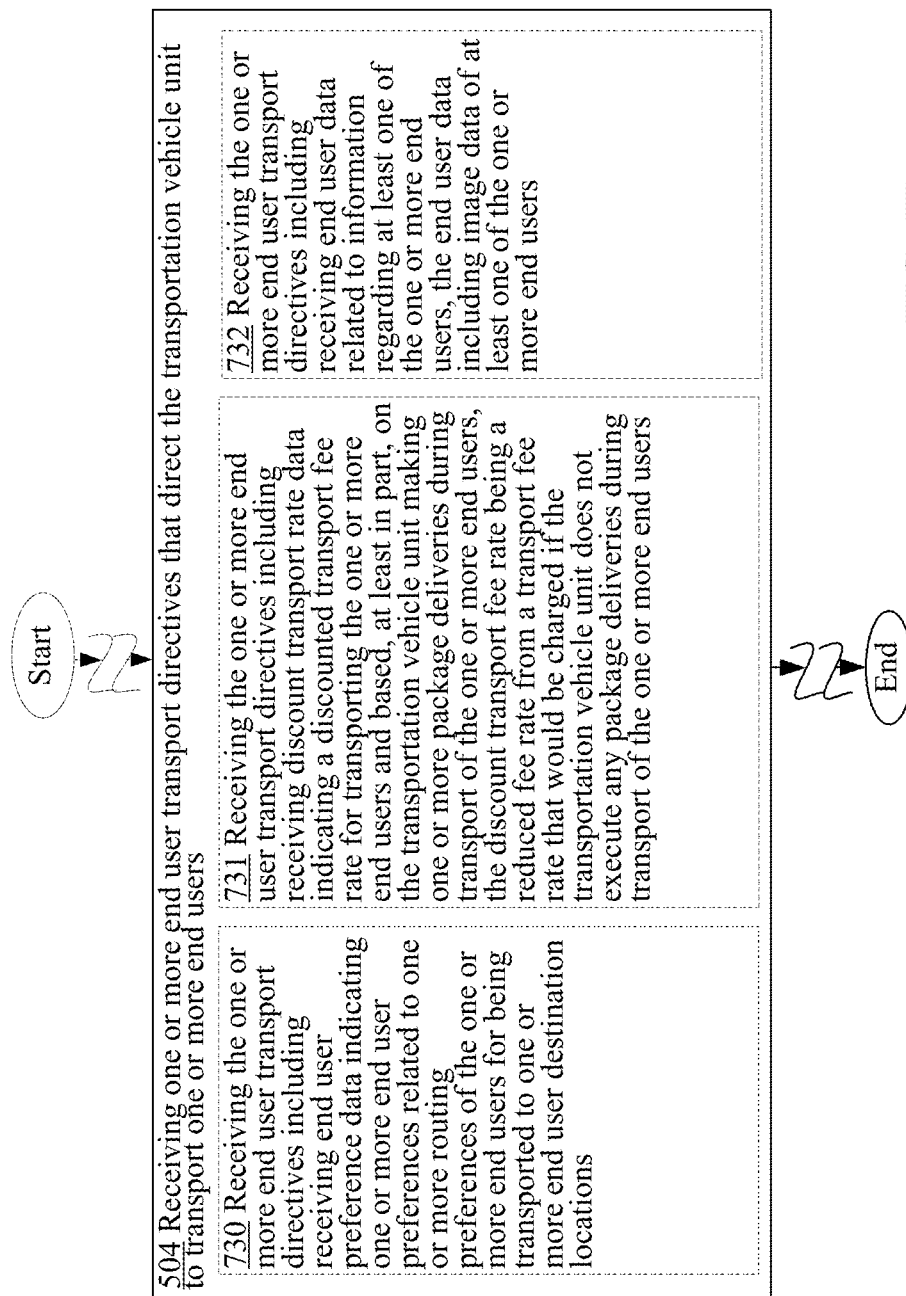 Start
504 Receiving one or more end user transport directives that direct the transportation vehicle unit
to transport one or more end users
730 Receiving the one or
more end user transport
directives including
receiving end user
preference data indicating
one or more end user
preferences related to one
or more routing
preferences of the one or
more end users for being
transported to one or
more end user destination
locations
731 Receiving the one or more end
user transport directives including
receiving discount transport rate data
indicating a discounted transport fee
rate for transporting the one or more
end users and based, at least in part, on
the transportation vehicle unit making
one or more package deliveries during
transport of the one or more end users,
the discount transport fee rate being a
reduced fee rate from a transport fee
rate that would be charged if the
transportation vehicle unit does not
execute any package deliveries during
transport of the one or more end users
732 Receiving the one or
more end user transport
directives including
receiving end user data
related to information
regarding at least one of
the one or more end
users, the end user data
including image data of at
least one of the one or
more end users
End